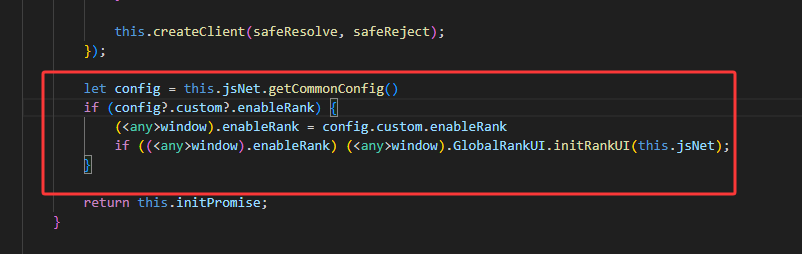 this.createClient(safeResolve, safeReject);
});
let config = this.jsNet.getCommonConfig()
if (config?.custom?.enableRank) {
(<any>window).enableRank = config.custom.enableRank
if ((<any>window).enableRank) (<any>window).GlobalRankUI.initRankUI(this.jsNet);
}
return this.initPromise;
}